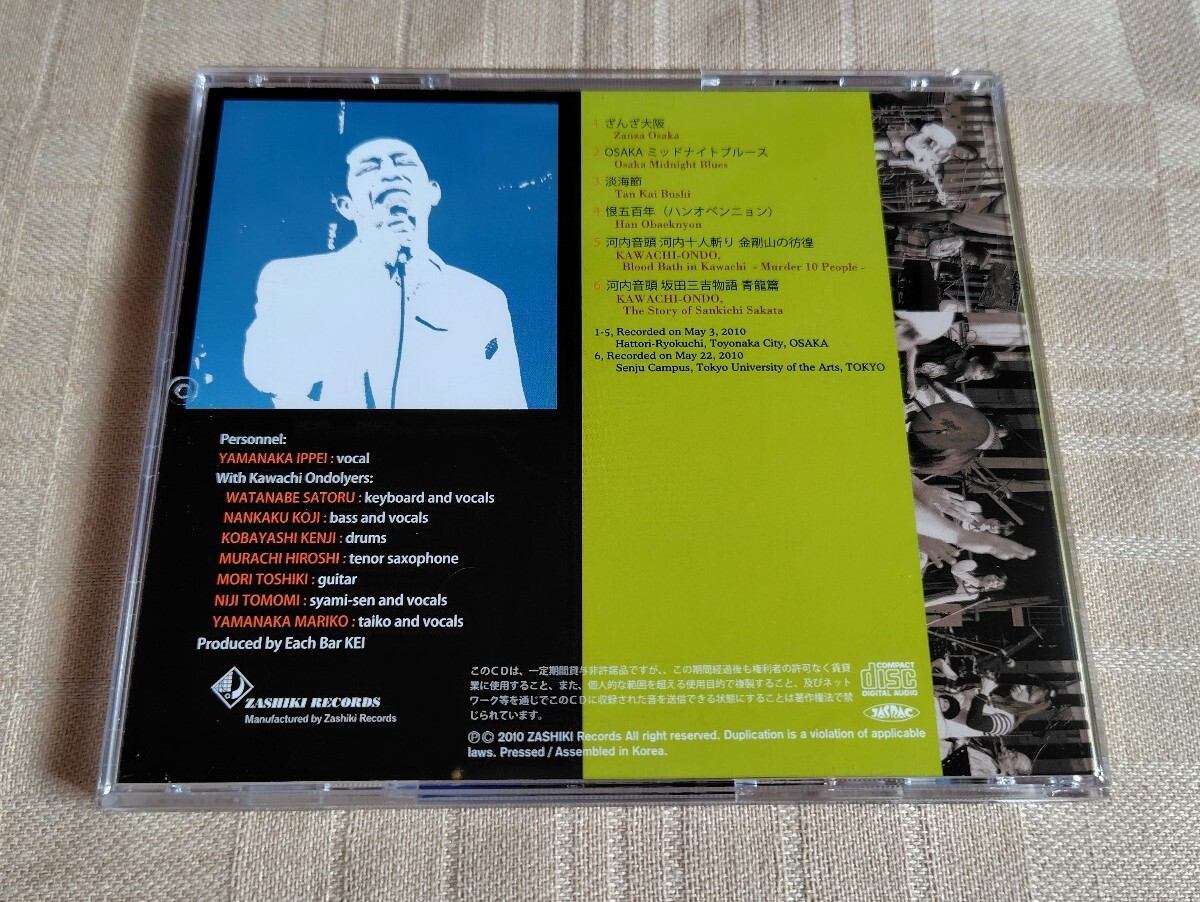 1 ざんざ大阪
Zanza Osaka
2 OSAKA ミッドナイトブルース
Osaka Midnight Blues
3 淡海節
Tan Kai Bushi
4 恨五百年（ハンオベンニョン）
Han Obaeknyon
5 河内音頭 河内十人斬り 金剛山の彷徨
KAWACHI-ONDO,
Blood Bath in Kawachi - Murder 10 People -
6 河内音頭 坂田三吉物語 青龍篇
KAWACHI-ONDO,
The Story of Sankichi Sakata
1-5, Recorded on May 3, 2010
Hattori-Ryokuchi, Toyonaka City, OSAKA
6, Recorded on May 22, 2010
Senju Campus, Tokyo University of the Arts, TOKYO
Personnel:
YAMANAKA IPPEI : vocal
With Kawachi Ondolyers:
WATANABE SATORU : keyboard and vocals
NANKAKU KOJI : bass and vocals
KOBAYASHI KENJI : drums
MURACHI HIROSHI : tenor saxophone
MORI TOSHIKI : guitar
NIJI TOMOMI : syami-sen and vocals
YAMANAKA MARIKO : taiko and vocals
Produced by Each Bar KEI
ZASHIKI RECORDS
Manufactured by Zashiki Records
このCDは、一定期間貸与非許諾品ですが、、この期間経過後も権利者の許可なく賃貸
業に使用すること、また、個人的な範囲を超える使用目的で複製すること、及びネット
ワーク等を通じてこのCDに収録された音を送信できる状態にすることは著作権法で禁
じられています。
COMPACT
disc
DIGITAL AUDIO
JASRAC
℗© 2010 ZASHIKI Records All right reserved. Duplication is a violation of applicable
laws. Pressed / Assembled in Korea.